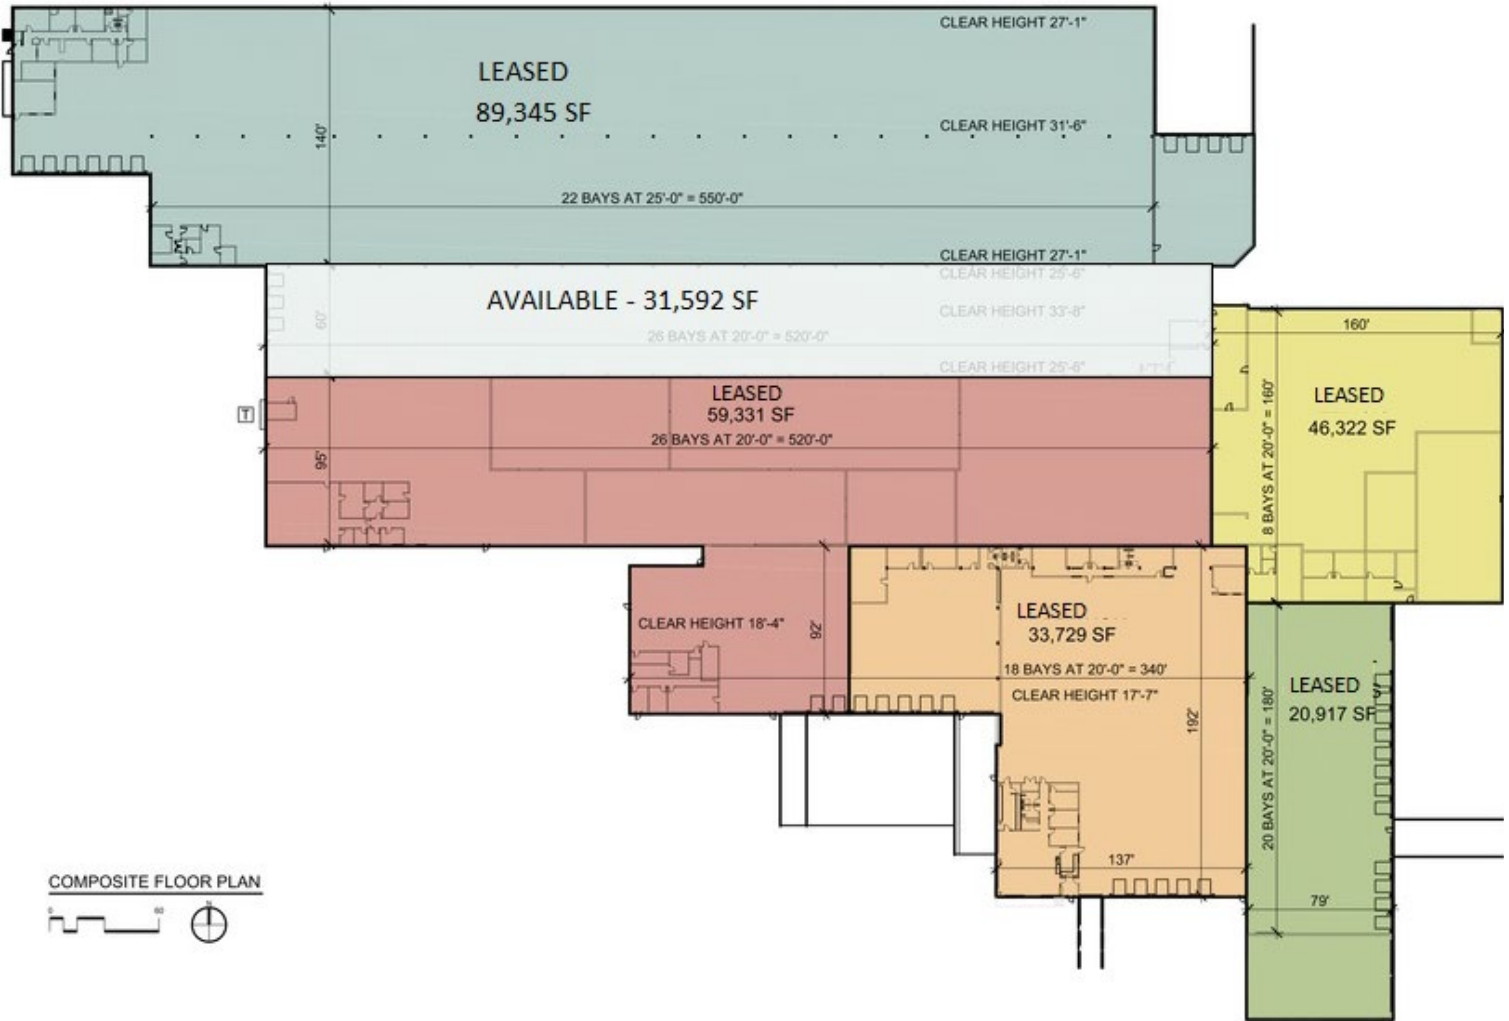 CLEAR HEIGHT 27'-1"
LEASED
89,345 SF
CLEAR HEIGHT 31'-6"
140'
22 BAYS AT 25'-0" = 550'-0"
CLEAR HEIGHT 27'-1"
CLEAR HEIGHT 25'-6"
AVAILABLE - 31,592 SF
CLEAR HEIGHT 33'-8"
60'
26 BAYS AT 20'-0" = 520'-0"
CLEAR HEIGHT 25'-6"
160'
LEASED
59,331 SF
T
26 BAYS AT 20'-0" = 520'-0"
95'
LEASED
46,322 SF
8 BAYS AT 20'-0" = 160'
CLEAR HEIGHT 18'-4"
92'
LEASED
33,729 SF
18 BAYS AT 20'-0" = 340'
CLEAR HEIGHT 17'-7"
192'
137'
LEASED
20,917 SF
20 BAYS AT 20'-0" = 180'
79'
COMPOSITE FLOOR PLAN
0 60
N